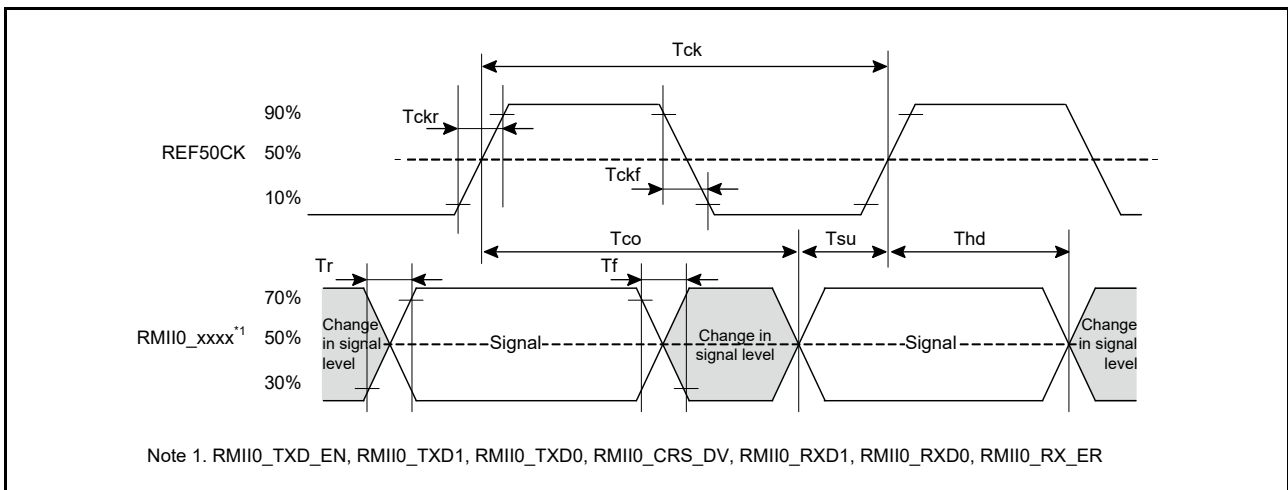 Tck
90%
Tckr
REF50CK 50%
Tckf
10%
Tco Tsu Thd
Tr Tf
70%
RMII0_xxxx*1 50%
Change in signal level
Signal
Change in signal level
Signal
Change in signal level
30%
Note 1. RMII0_TXD_EN, RMII0_TXD1, RMII0_TXD0, RMII0_CRS_DV, RMII0_RXD1, RMII0_RXD0, RMII0_RX_ER